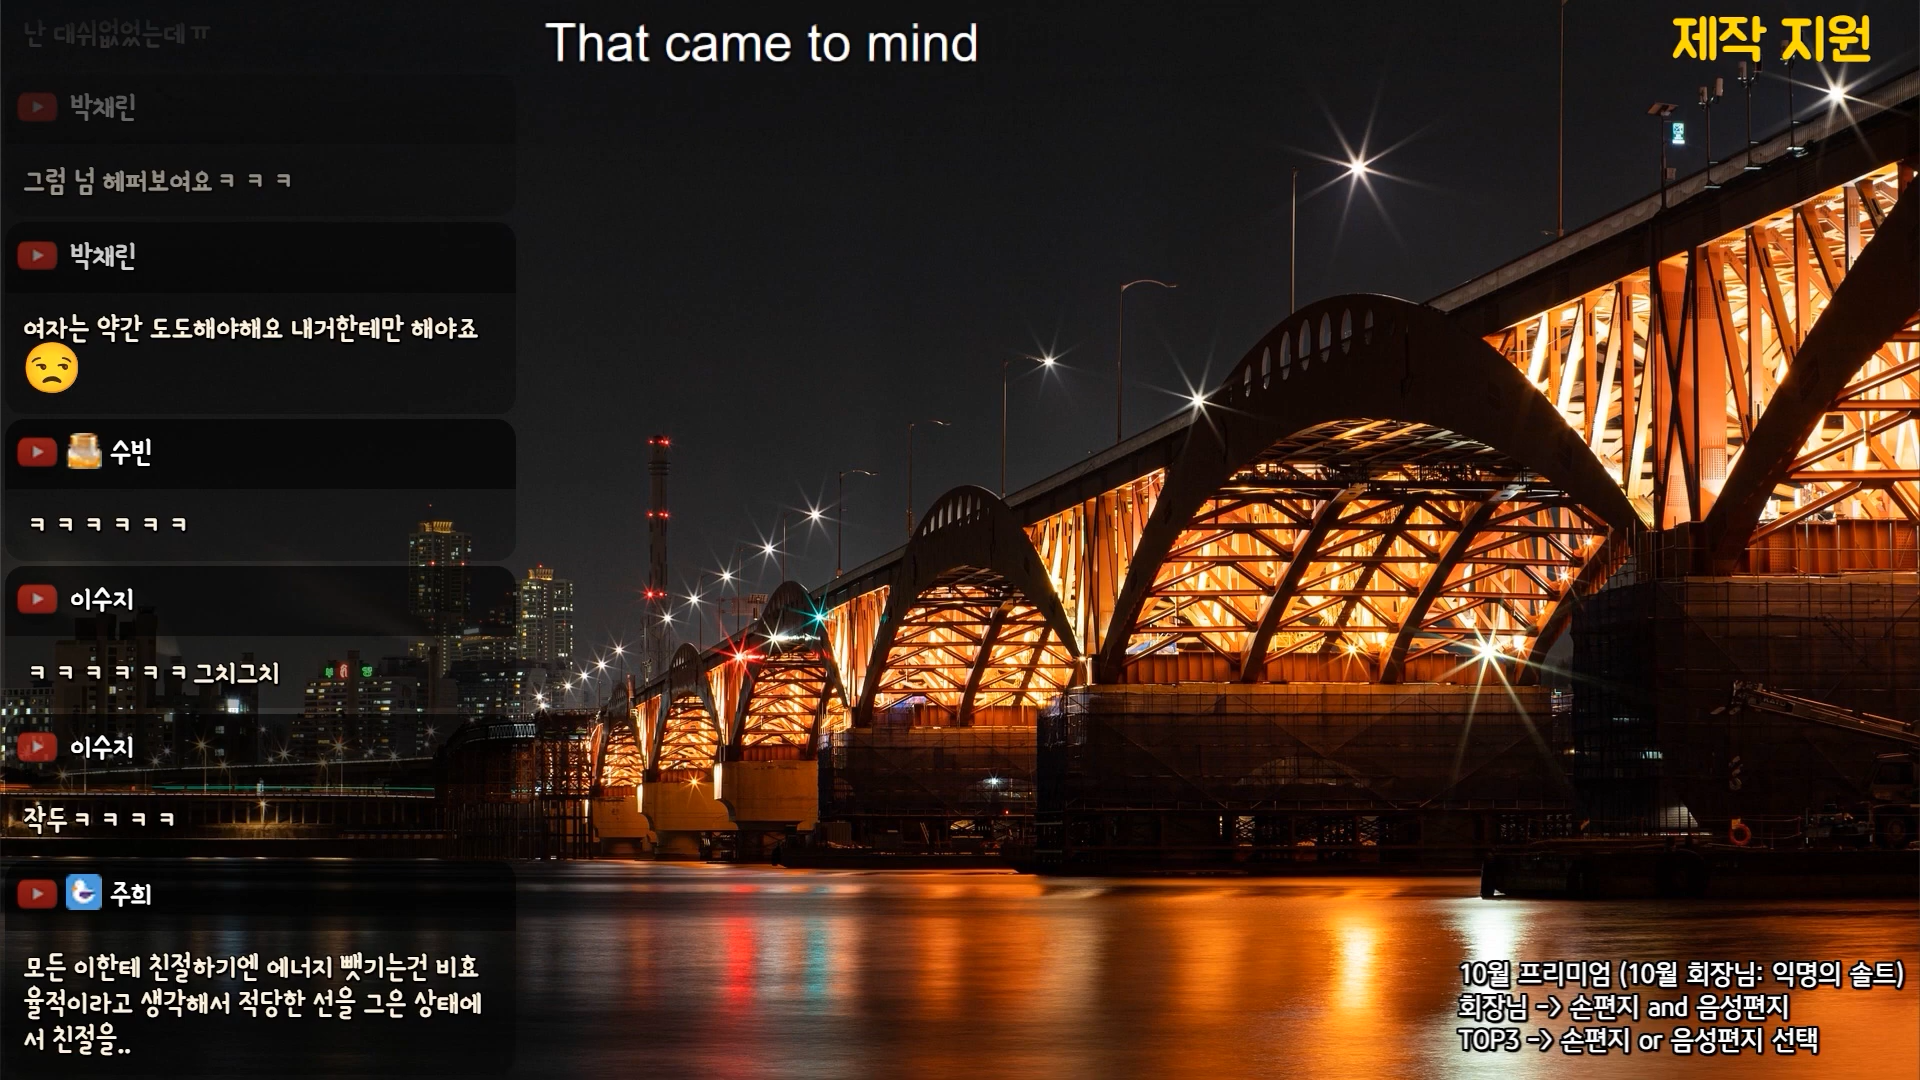 난 대쉬없었는데ㅠ
박채린
그럼 넘 헤퍼보여요ㅋㅋㅋ
박채린
여자는 약간 도도해야해요 내거한테만 해야죠
😒
수빈
ㅋㅋㅋㅋㅋㅋ
이수지
ㅋㅋㅋㅋㅋㅋ그치그치
이수지
작두ㅋㅋㅋㅋ
주희
모든 이한테 친절하기엔 에너지 뺏기는건 비효
율적이라고 생각해서 적당한 선을 그은 상태에
서 친절을..
That came to mind
제작 지원
10월 프리미엄 (10월 회장님: 익명의 솔트)
회장님 -> 손편지 and 음성편지
TOP3 -> 손편지 or 음성편지 선택